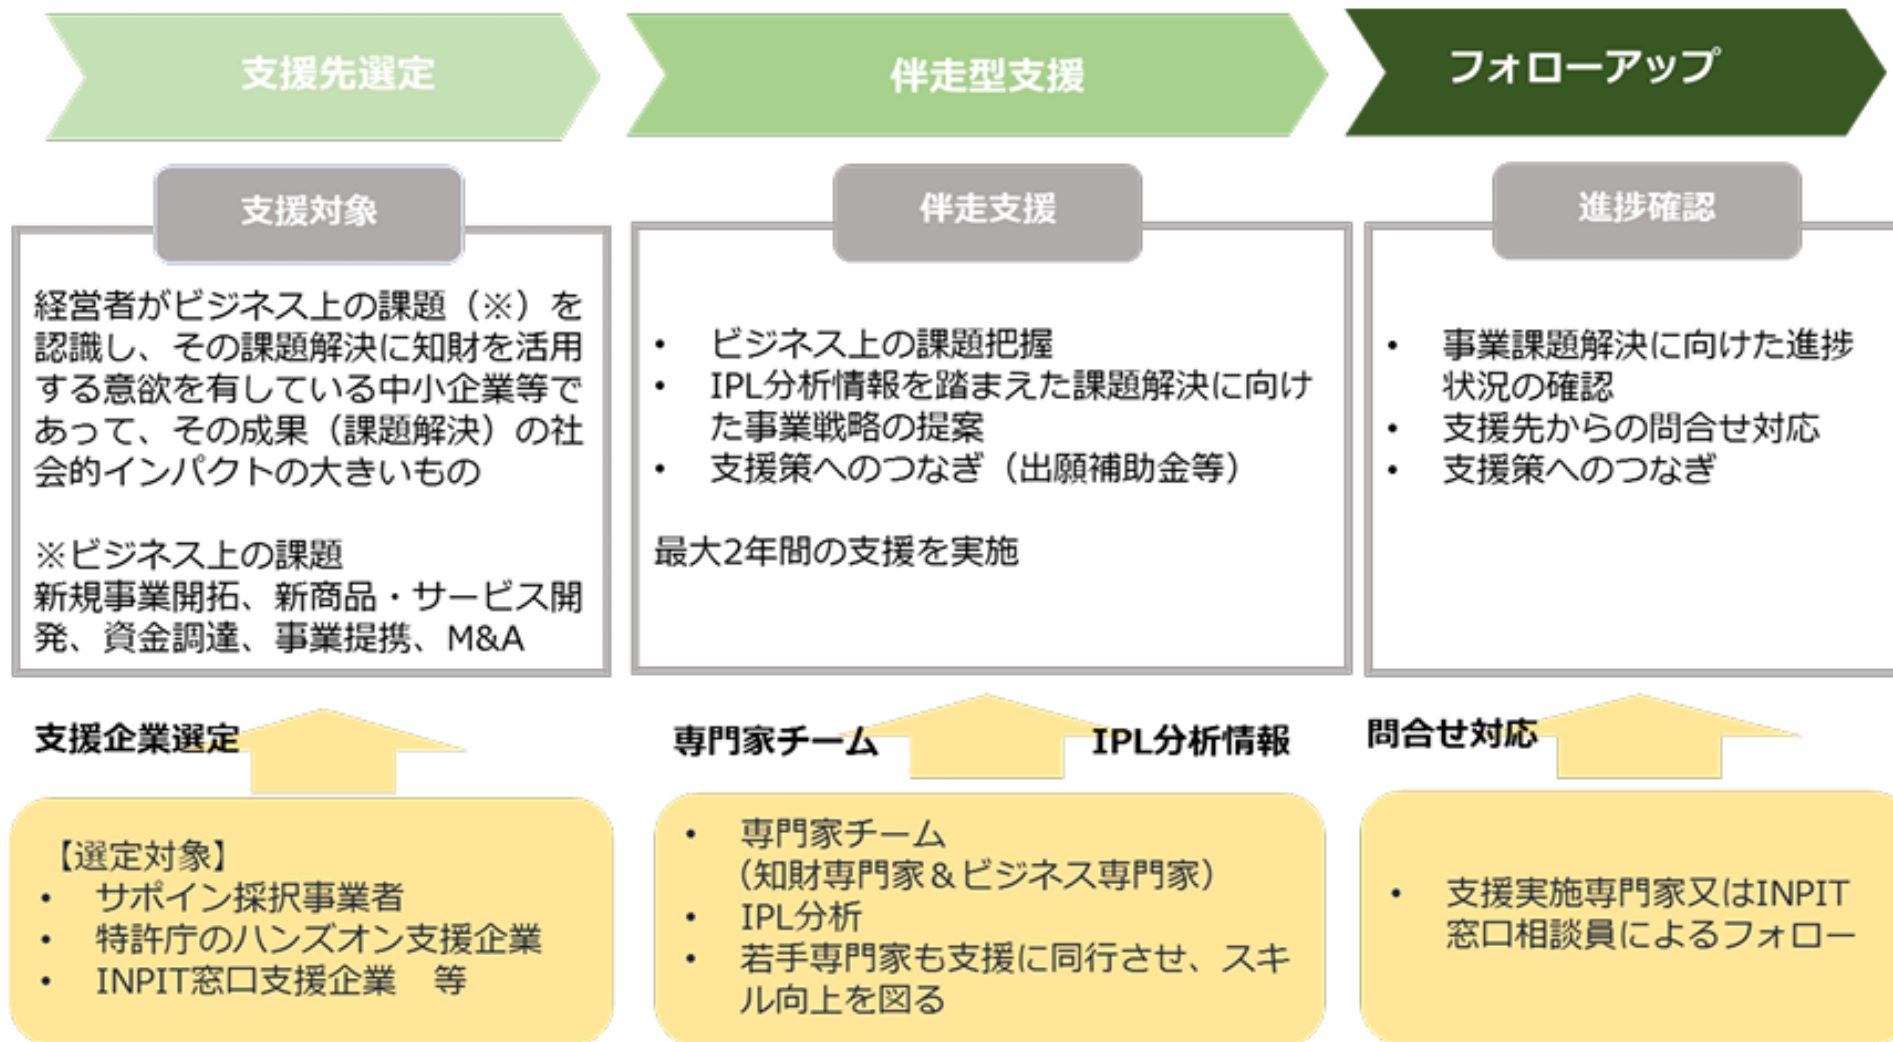 支援先選定
伴走型支援
フォローアップ
支援対象
経営者がビジネス上の課題（※）を
認識し、その課題解決に知財を活用
する意欲を有している中小企業等で
あって、その成果（課題解決）の社
会的インパクトの大きいもの
※ビジネス上の課題
新規事業開拓、新商品・サービス開
発、資金調達、事業提携、M&A
伴走支援
• ビジネス上の課題把握
• IPL分析情報を踏まえた課題解決に向け
た事業戦略の提案
• 支援策へのつなぎ（出願補助金等）
最大2年間の支援を実施
進捗確認
• 事業課題解決に向けた進捗
状況の確認
• 支援先からの問合せ対応
• 支援策へのつなぎ
支援企業選定
専門家チーム
IPL分析情報
問合せ対応
【選定対象】
• サポイン採択事業者
• 特許庁のハンズオン支援企業
• INPIT窓口支援企業　等
• 専門家チーム
（知財専門家＆ビジネス専門家）
• IPL分析
• 若手専門家も支援に同行させ、スキ
ル向上を図る
• 支援実施専門家又はINPIT
窓口相談員によるフォロー